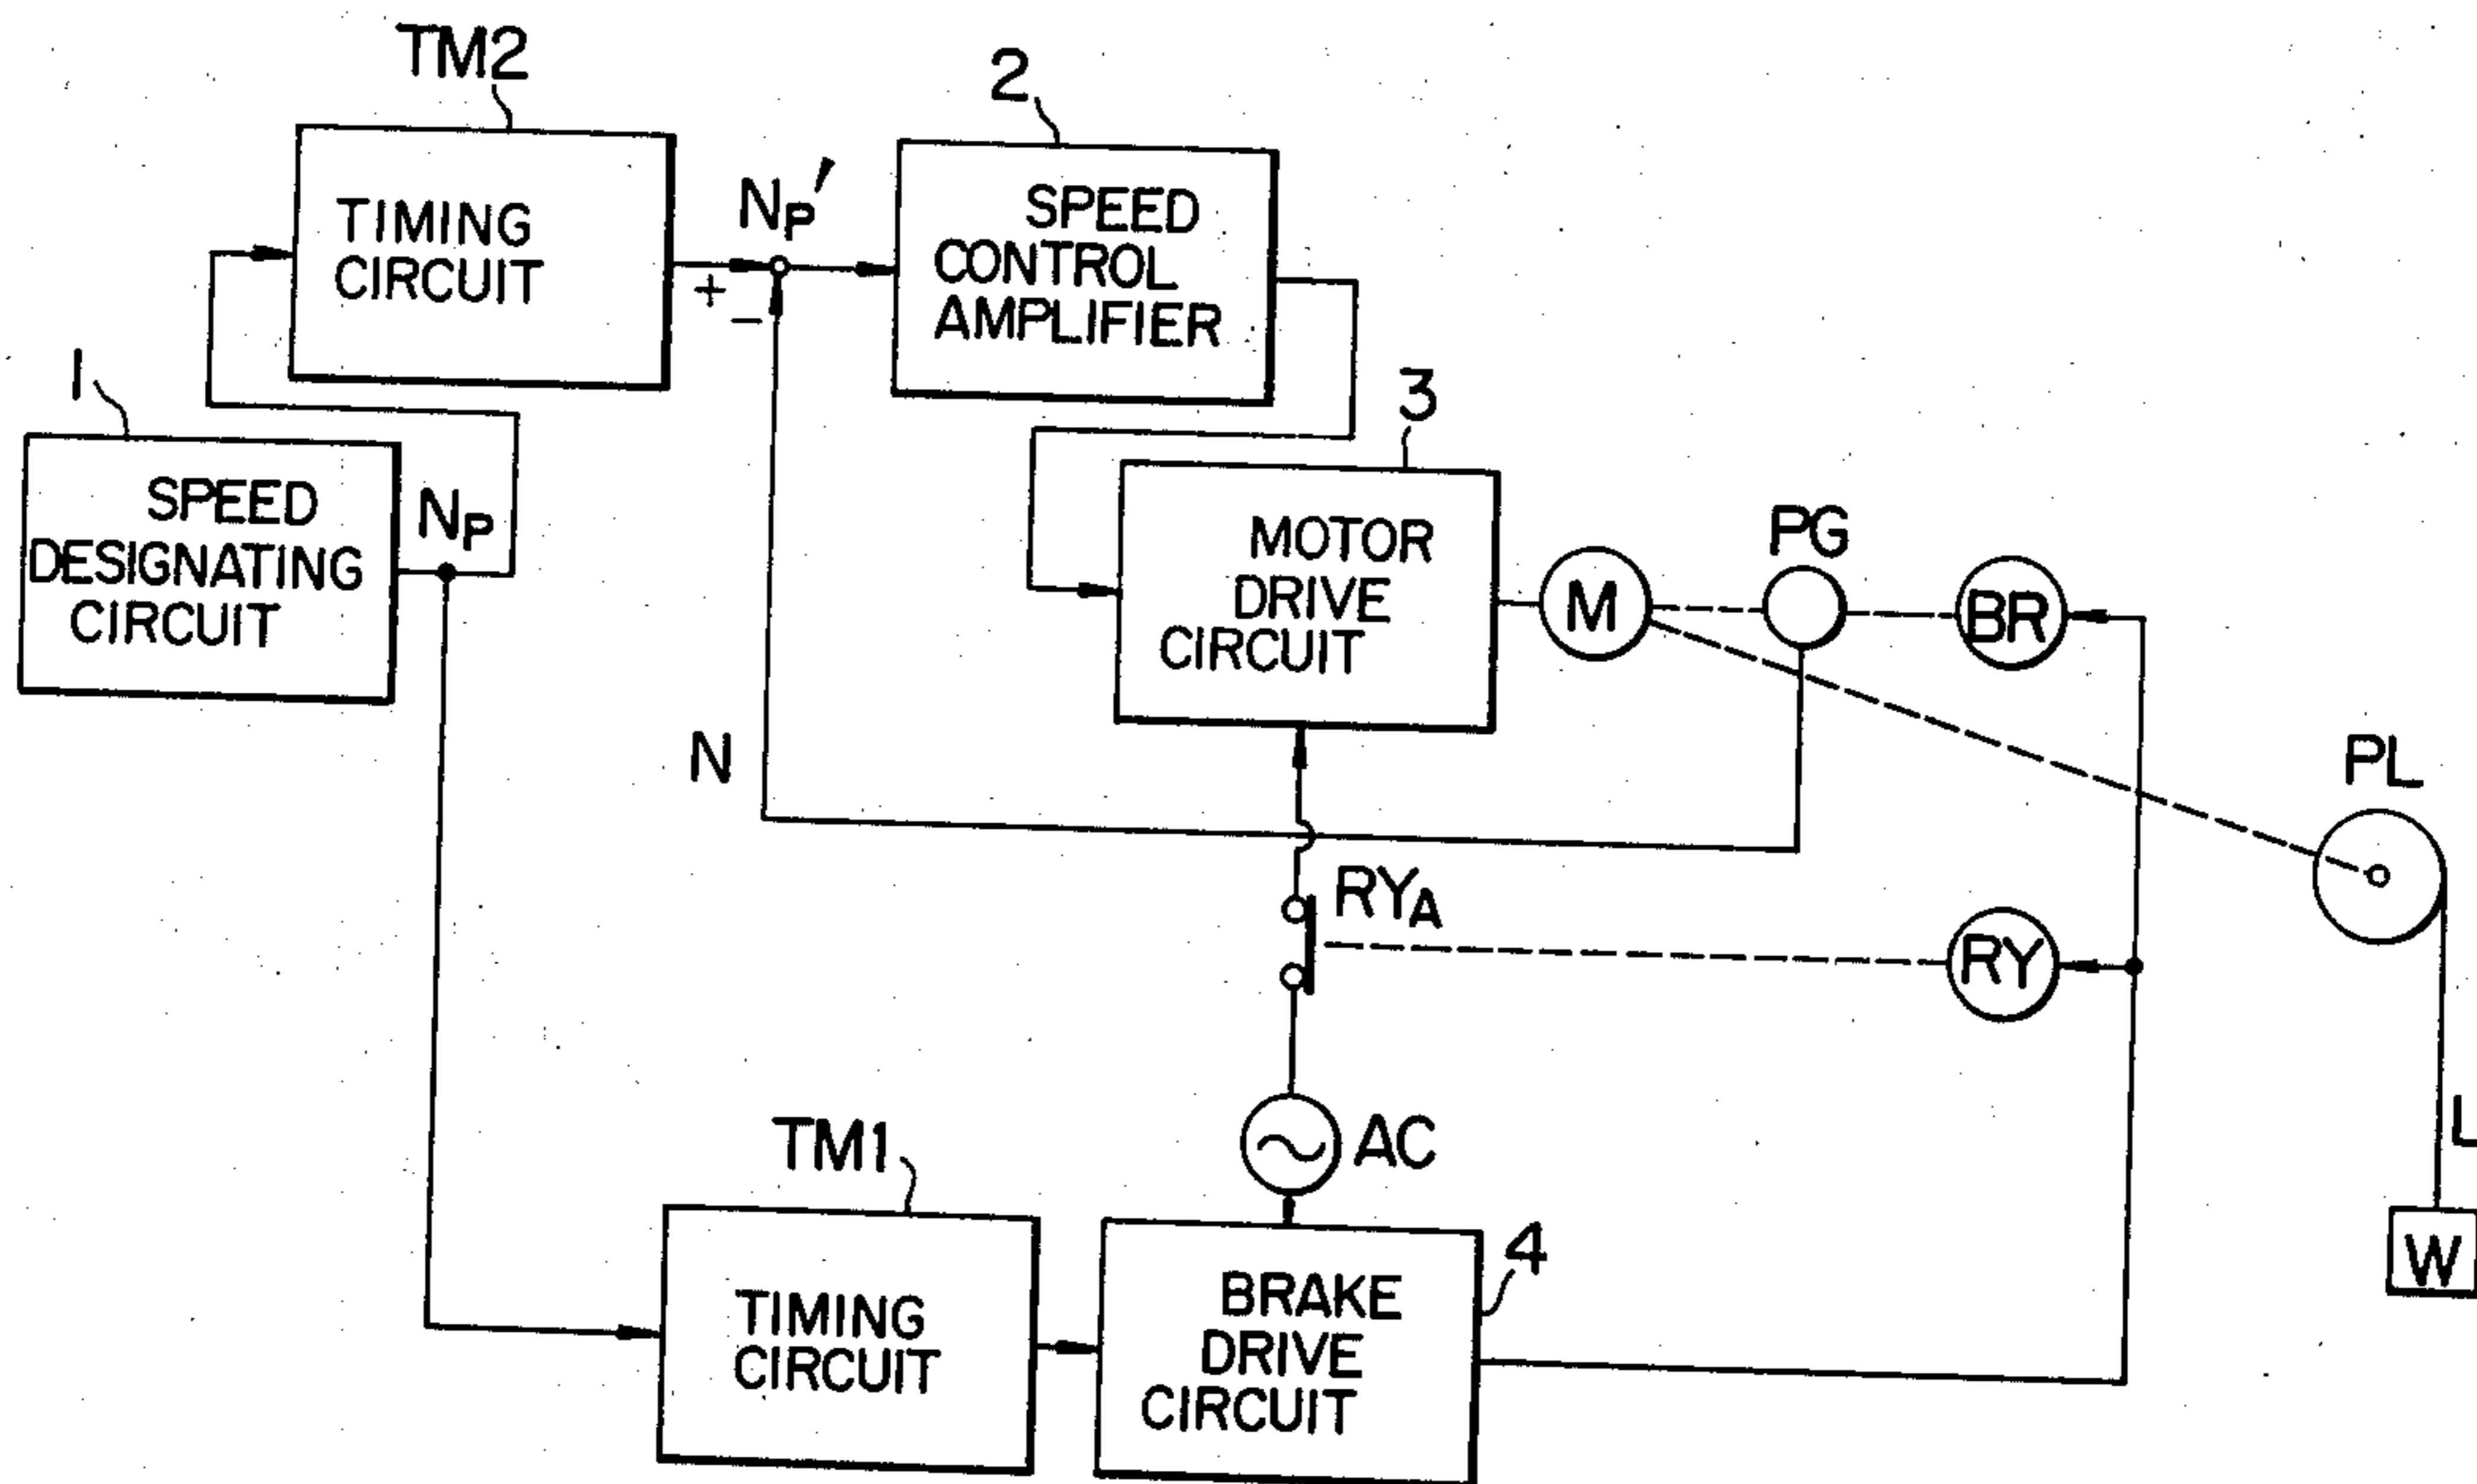 TM2
TIMING
CIRCUIT
NP'
+
−
2
SPEED
CONTROL
AMPLIFIER
1
SPEED
DESIGNATING
CIRCUIT
NP
3
MOTOR
DRIVE
CIRCUIT
M
PG
BR
N
PL
RYA
RY
AC
L
W
TM1
TIMING
CIRCUIT
4
BRAKE
DRIVE
CIRCUIT